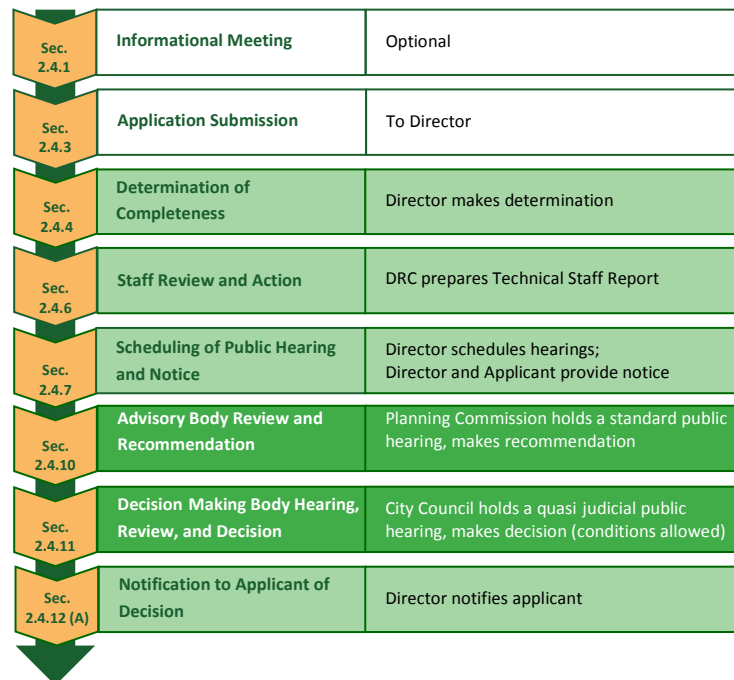 Sec.
2.4.1
Informational Meeting
Optional
Sec.
2.4.3
Application Submission
To Director
Sec.
2.4.4
Determination of
Completeness
Director makes determination
Sec.
2.4.6
Staff Review and Action
DRC prepares Technical Staff Report
Sec.
2.4.7
Scheduling of Public Hearing
and Notice
Director schedules hearings;
Director and Applicant provide notice
Sec.
2.4.10
Advisory Body Review and
Recommendation
Planning Commission holds a standard public
hearing, makes recommendation
Sec.
2.4.11
Decision Making Body Hearing,
Review, and Decision
City Council holds a quasi judicial public
hearing, makes decision (conditions allowed)
Sec.
2.4.12 (A)
Notification to Applicant of
Decision
Director notifies applicant